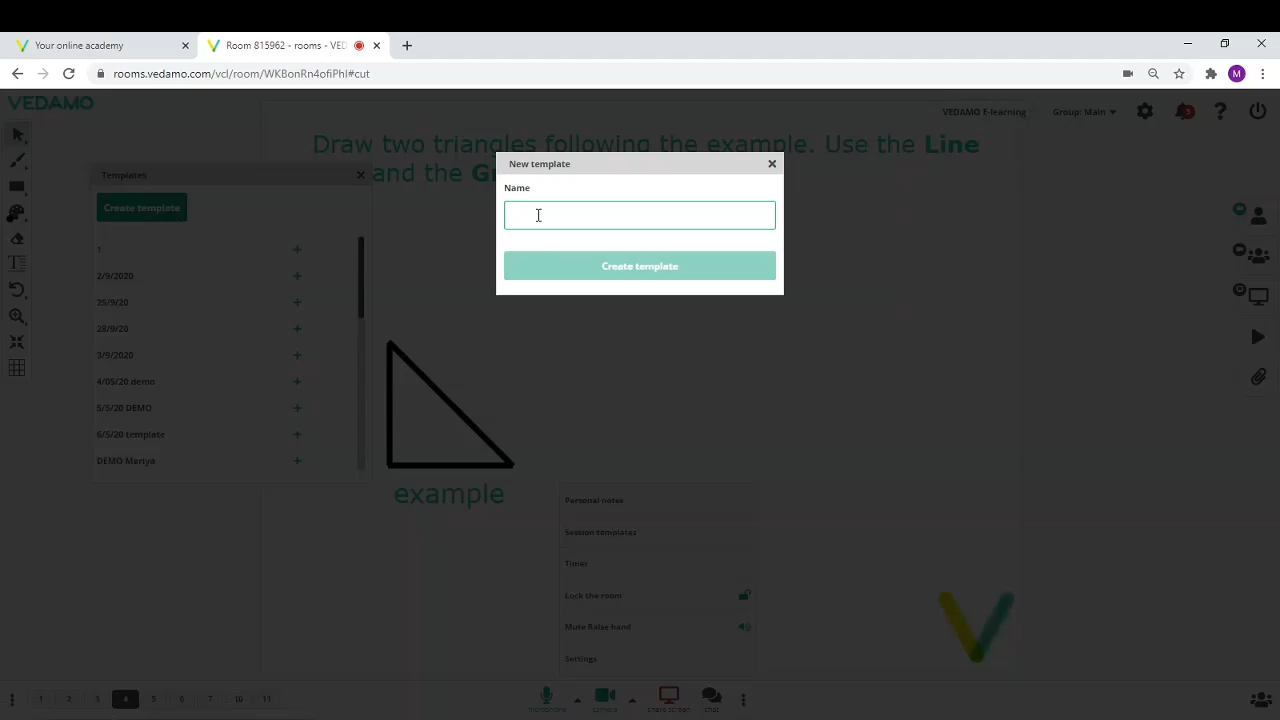 Your online academy
Room 815962 - rooms - VED
rooms.vedamo.com/vcl/room/WKBonRn4ofiPhI#cut
M
VEDAMO
VEDAMO E-learning
Group: Main
Draw two triangles following the example. Use the Line
and the G
Templates
Create template
1
2/9/2020
25/9/20
28/9/20
3/9/2020
4/05/20 demo
5/5/20 DEMO
6/5/20 template
DEMO Mariya
New template
Name
Create template
example
Personal notes
Session templates
Timer
Lock the room
Mute Raise hand
Settings
1 2 3 4 5 6 7 ... 10 11
microphone
camera
share screen
chat